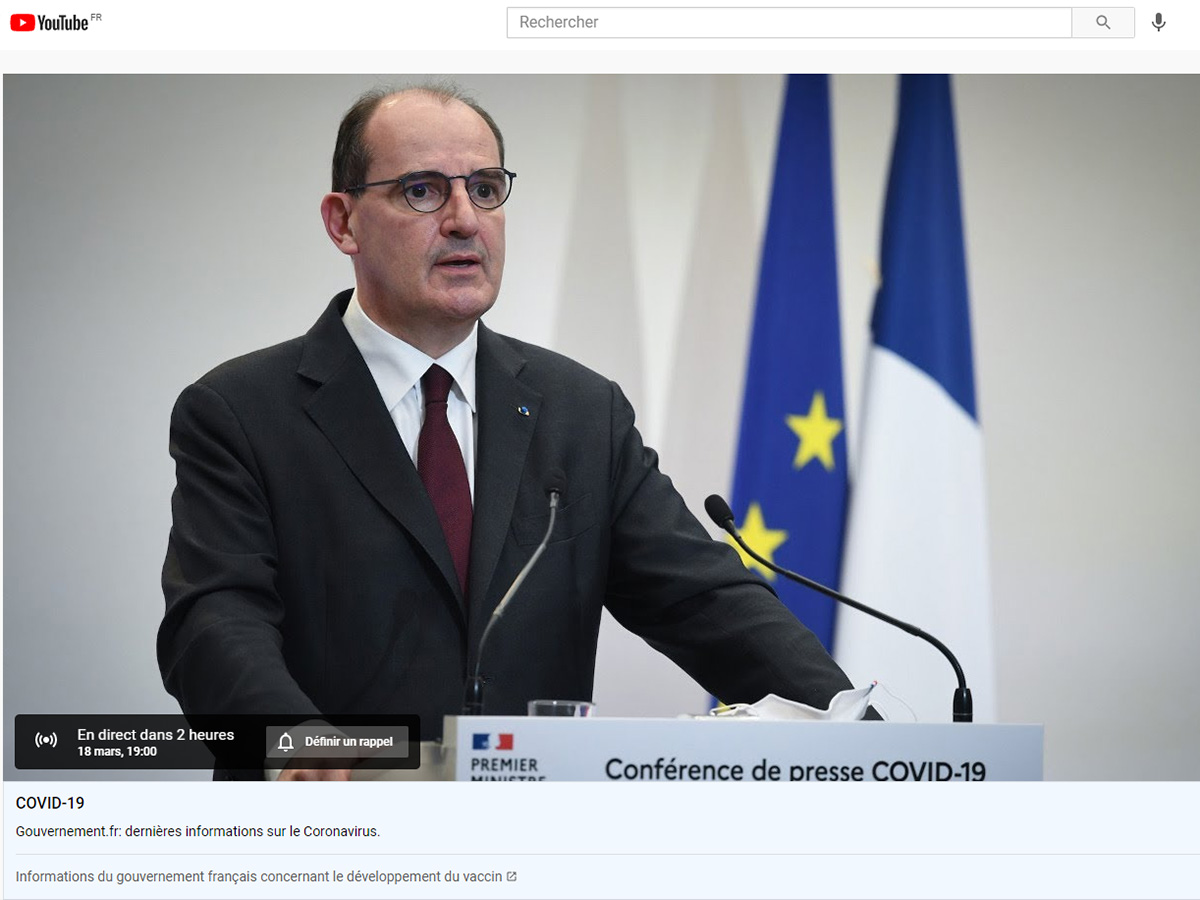 YouTube FR
Rechercher
En direct dans 2 heures
18 mars, 19:00
Définir un rappel
PREMIER
MINISTRE
Conférence de presse COVID-19
COVID-19
Gouvernement.fr: dernières informations sur le Coronavirus.
Informations du gouvernement français concernant le développement du vaccin